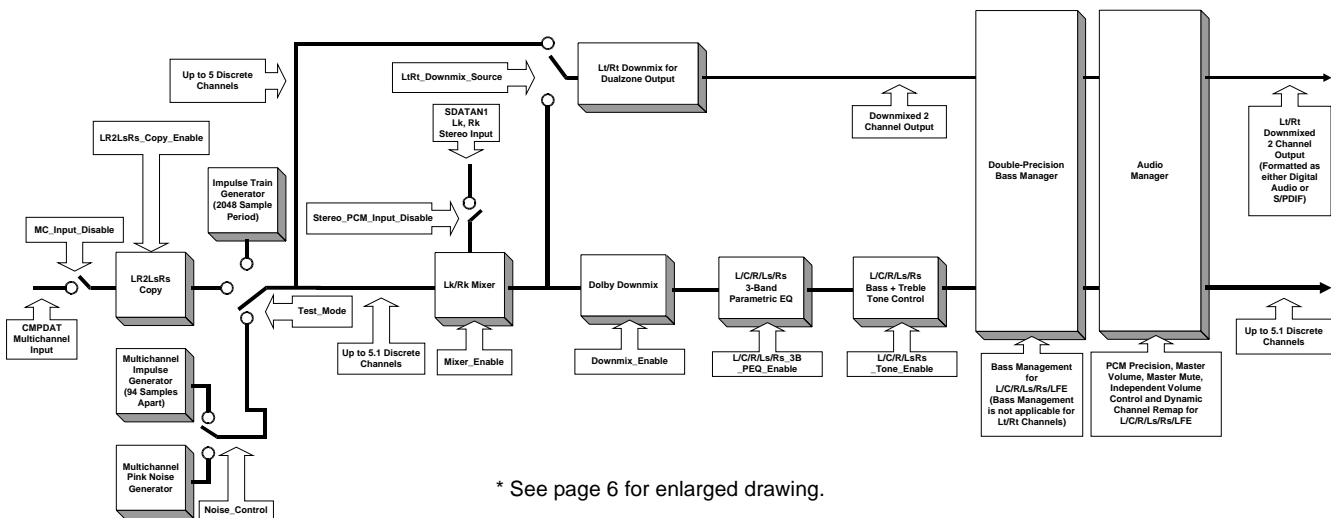 Up to 5 Discrete
Channels
LtRt_Downmix_Source
Lt/Rt Downmix for
Dualzone Output
SDATAN1
Lk, Rk
Stereo Input
Downmixed 2
Channel Output
Lt/Rt
Downmixed
2 Channel
Output
(Formatted as
either Digital
Audio or
S/PDIF)
LR2LsRs_Copy_Enable
Impulse Train
Generator
(2048 Sample
Period)
Stereo_PCM_Input_Disable
Double-Precision
Bass Manager
Audio
Manager
MC_Input_Disable
LR2LsRs
Copy
Lk/Rk Mixer
Dolby Downmix
L/C/R/Ls/Rs
3-Band
Parametric EQ
L/C/R/Ls/Rs
Bass + Treble
Tone Control
Test_Mode
CMPDAT
Multichannel
Input
Up to 5.1 Discrete
Channels
Mixer_Enable
Downmix_Enable
L/C/R/Ls/Rs_3B
_PEQ_Enable
L/C/R/LsRs
_Tone_Enable
Up to 5.1 Discrete
Channels
Multichannel
Impulse
Generator
(94 Samples
Apart)
Bass Management
for
L/C/R/Ls/Rs/LFE
(Bass Management
is not applicable for
Lt/Rt Channels)
PCM Precision, Master
Volume, Master Mute,
Independent Volume
Control and Dynamic
Channel Remap for
L/C/R/Ls/Rs/LFE
Multichannel
Pink Noise
Generator
Noise_Control
* See page 6 for enlarged drawing.